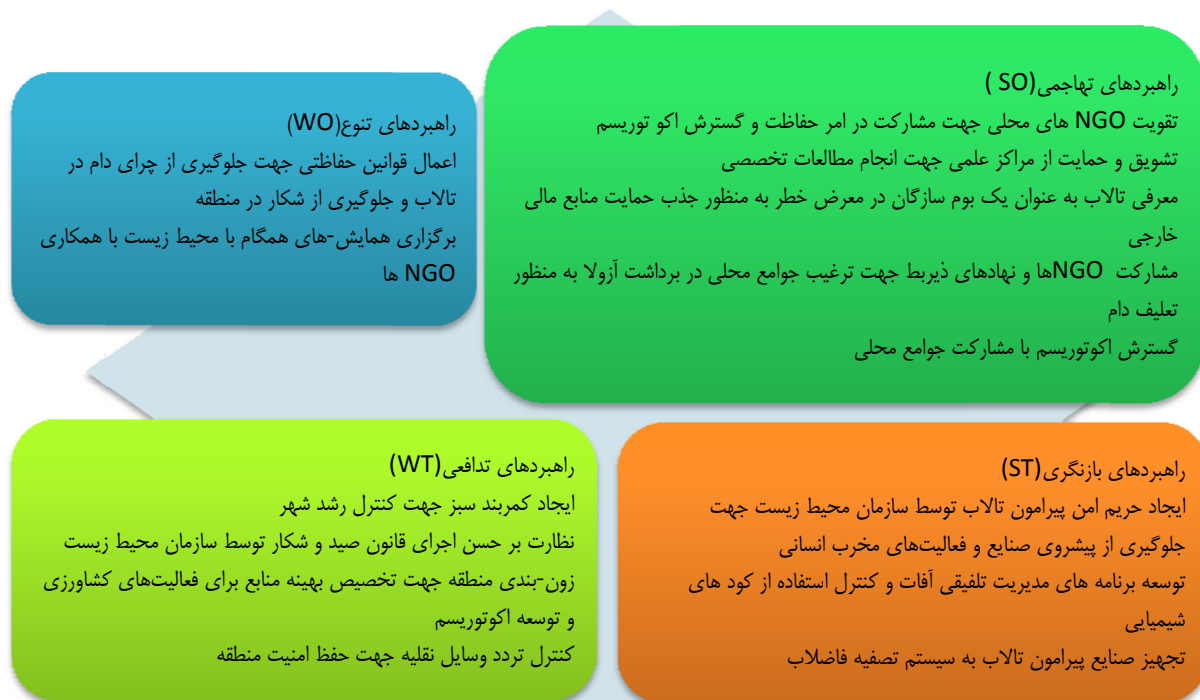 راهبردهای تهاجمی(SO )
تقویت NGO های محلی جهت مشارکت در امر حفاظت و گسترش اکو توریسم
تشویق و حمایت از مراکز علمی جهت انجام مطالعات تخصصی
معرفی تالاب به عنوان یک بوم سازگان در معرض خطر به منظور جذب حمایت منابع مالی
خارجی
مشارکت NGOها و نهادهای ذیربط جهت ترغیب جوامع محلی در برداشت آزولا به منظور
تعلیف دام
گسترش اکوتوریسم با مشارکت جوامع محلی
راهبردهای تنوع(WO)
اعمال قوانین حفاظتی جهت جلوگیری از چرای دام در
تالاب و جلوگیری از شکار در منطقه
برگزاری همایش-های همگام با محیط زیست با همکاری
NGO ها
راهبردهای بازنگری(ST)
ایجاد حریم امن پیرامون تالاب توسط سازمان محیط زیست جهت
جلوگیری از پیشروی صنایع و فعالیت‌های مخرب انسانی
توسعه برنامه های مدیریت تلفیقی آفات و کنترل استفاده از کود های
شیمیایی
تجهیز صنایع پیرامون تالاب به سیستم تصفیه فاضلاب
راهبردهای تدافعی(WT)
ایجاد کمربند سبز جهت کنترل رشد شهر
نظارت بر حسن اجرای قانون صید و شکار توسط سازمان محیط زیست
زون-بندی منطقه جهت تخصیص بهینه منابع برای فعالیت‌های کشاورزی
و توسعه اکوتوریسم
کنترل تردد وسایل نقلیه جهت حفظ امنیت منطقه